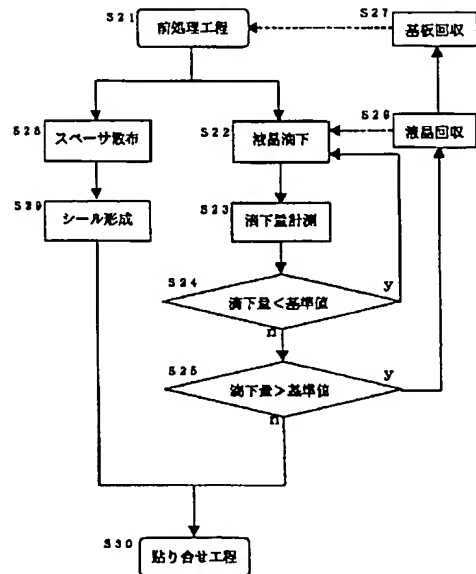 S21
前処理工程
S27
基板回収
S28
スペーサ散布
S22
液晶滴下
S26
液晶回収
S29
シール形成
S23
滴下量計測
S24
滴下量<基準値
y
n
S25
滴下量>基準値
y
n
S30
貼り合せ工程